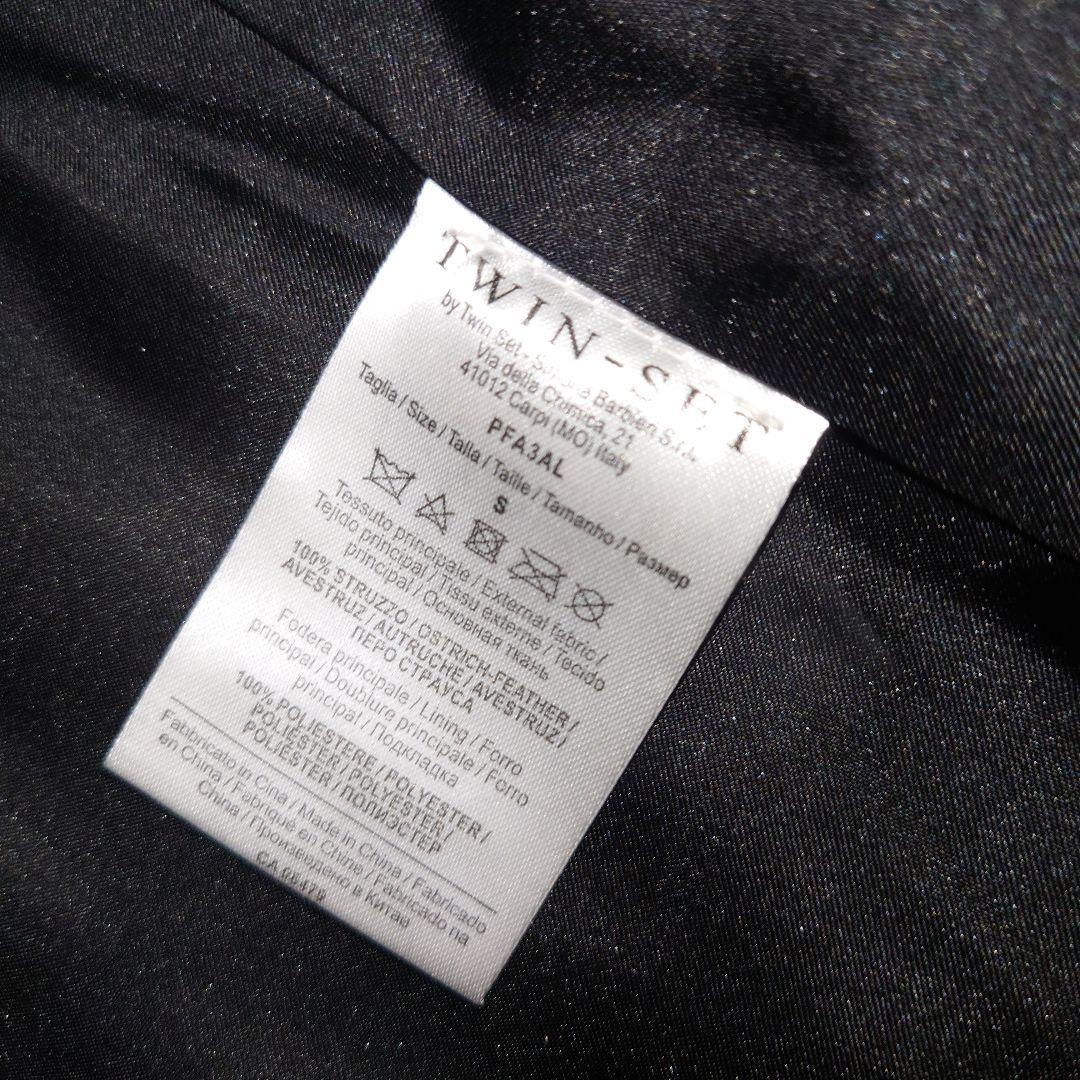 TWIN-SET
by Twin Set - Simona Barbieri S.r.l.
Via della Cromica, 21
41012 Carpi (MO) Italy
PFA3AL
Taglia / Size / Talla / Taille / Tamanho / Размер
S
Tessuto principale / External fabric /
Tejido principal / Tissu externe / Tecido
principal / Основная ткань
100% STRUZZO / OSTRICH-FEATHER /
AVESTRUZ / AUTRUCHE / AVESTRUZ /
ПЕРО СТРАУСА
Fodera principale / Lining / Forro
principal / Doublure principale / Forro
principal / Подкладка
100% POLIESTERE / POLYESTER /
POLIÉSTER / POLYESTER /
POLIÉSTER / ПОЛИЭСТЕР
Fabbricato in Cina / Made in China / Fabricado
en China / Fabriqué en Chine / Fabricado na
China / Произведено в Китае
CA 08479